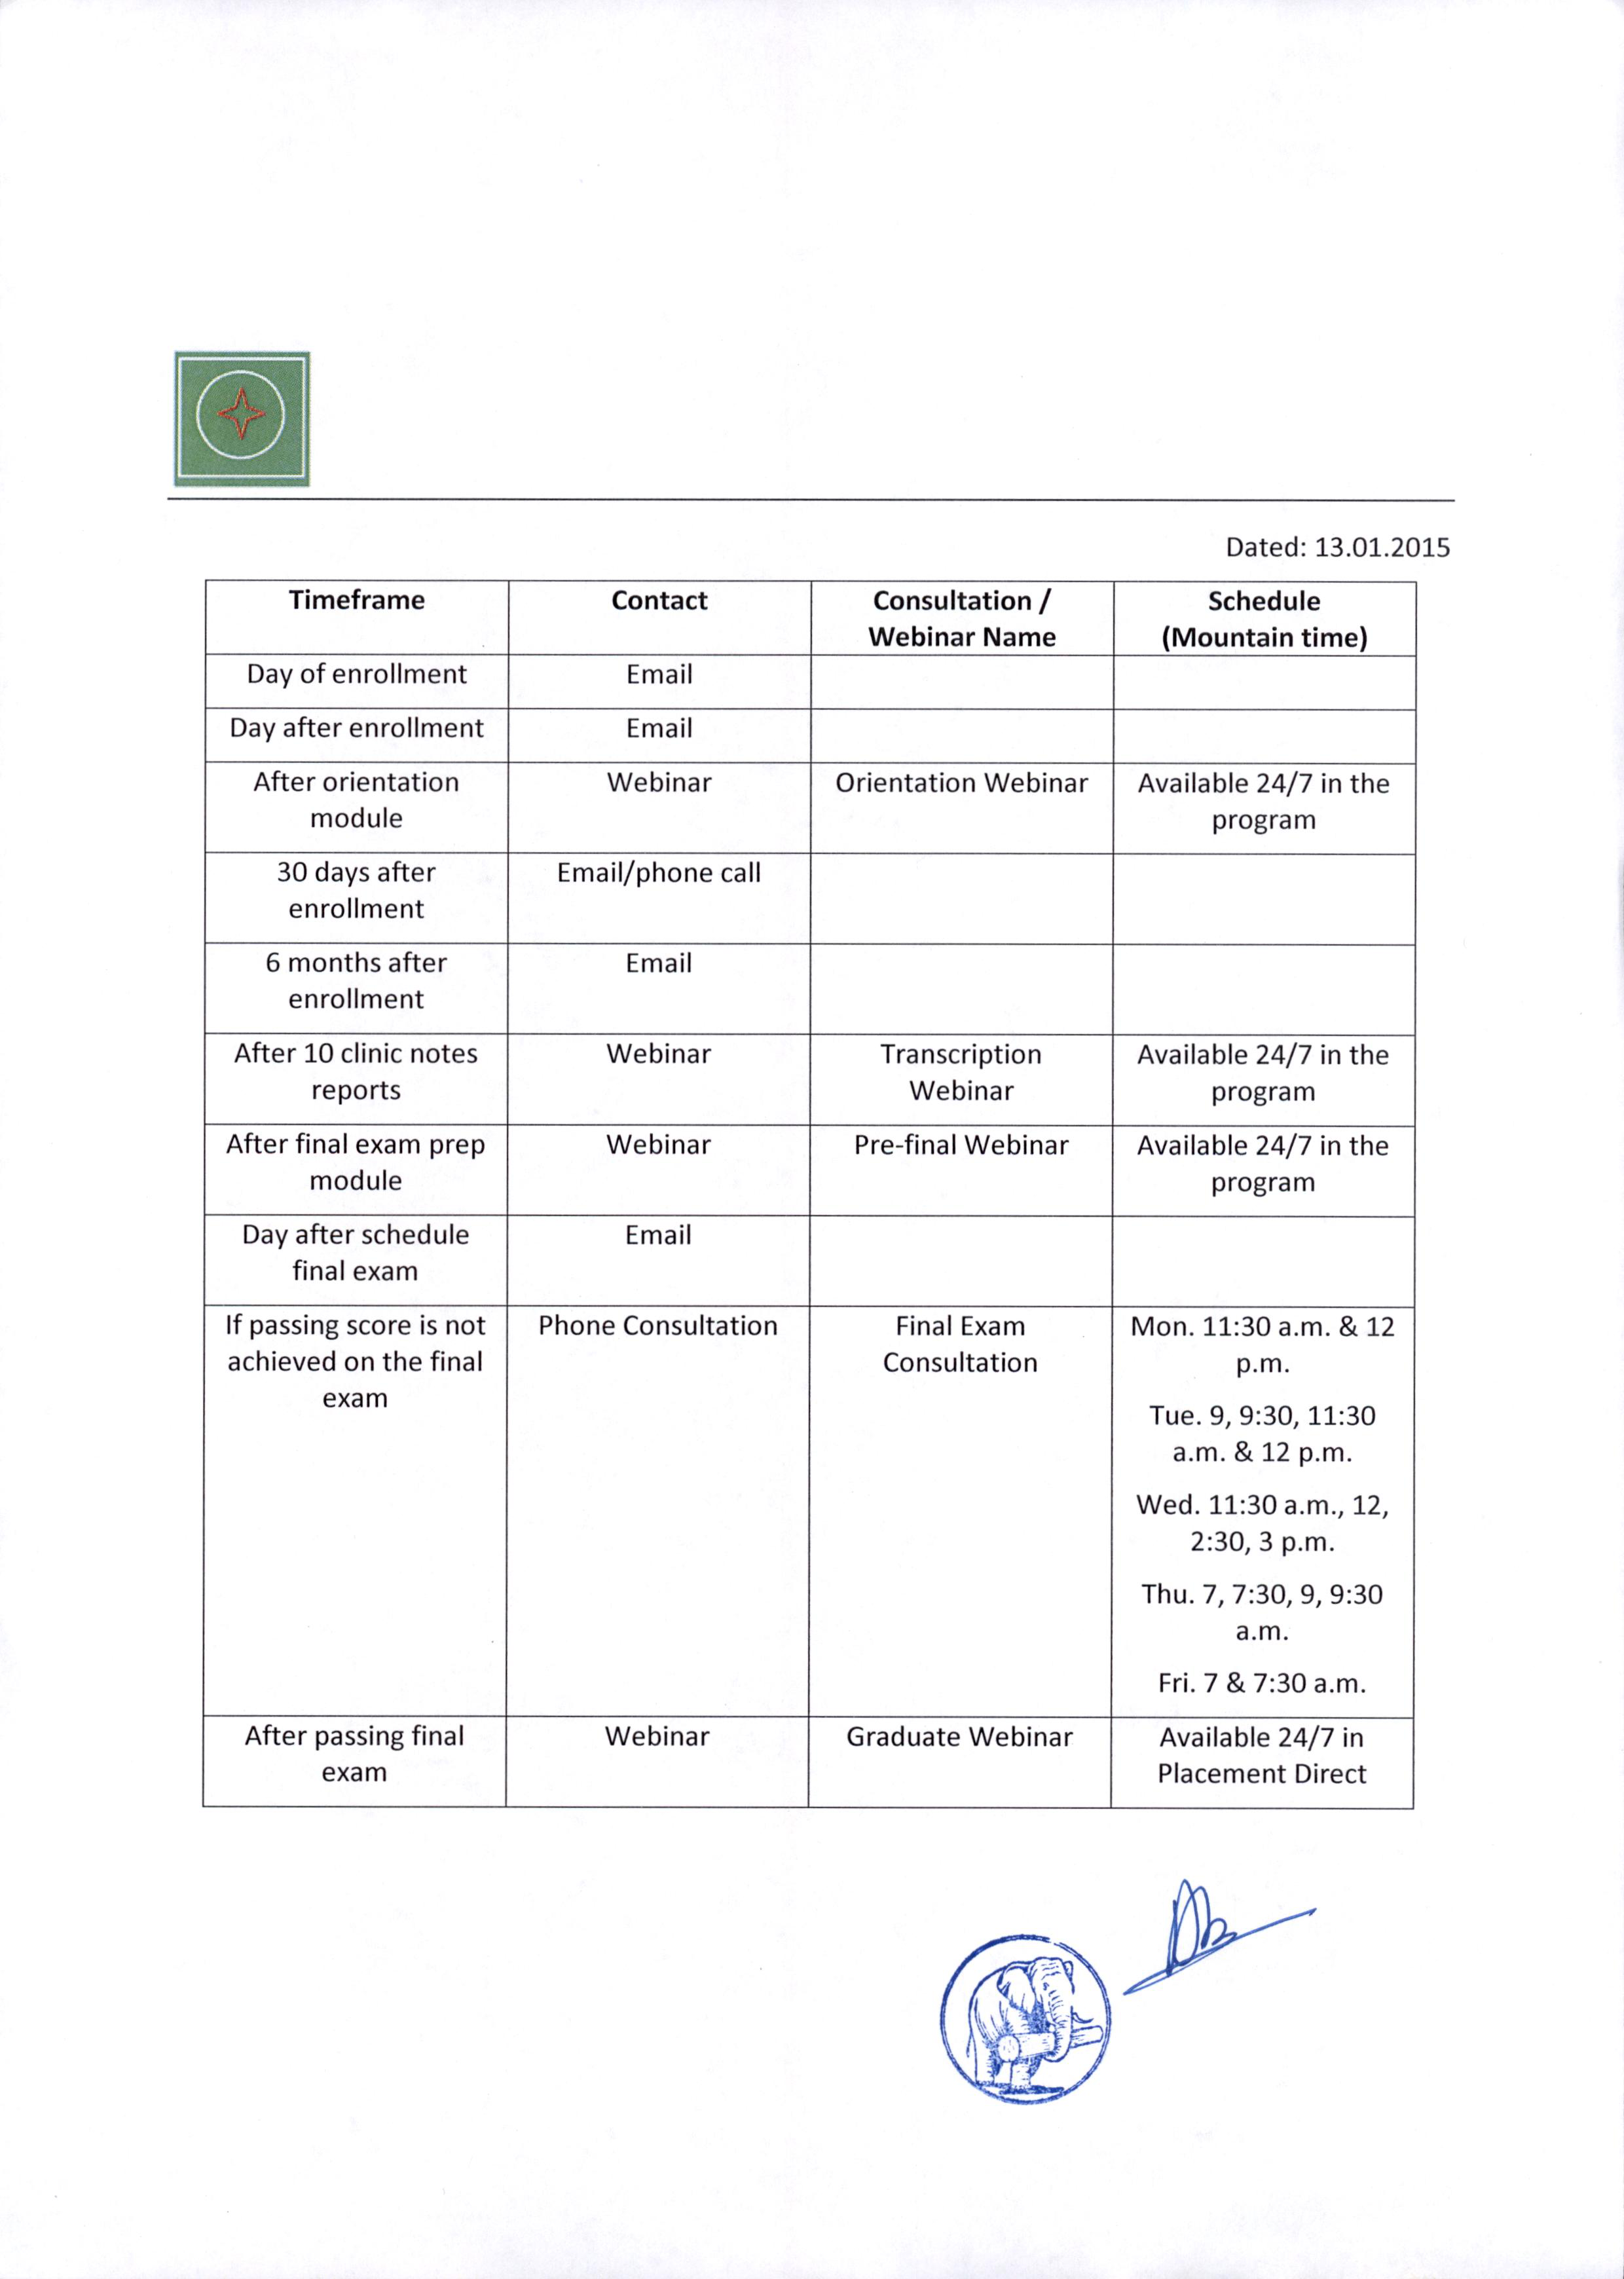 Dated: 13.01.2015
Timeframe Contact Consultation / Schedule
Webinar Name (Mountain time)
Day of enrollment Email
Day after enrollment Email
After orientation Webinar Orientation Webinar Available 24/7 in the
module program
30 days after Email/phone call
enrollment
6 months after Email
enrollment
After 10 clinic notes Webinar Transcription Available 24/7 in the
reports Webinar program
After final exam prep Webinar Pre-final Webinar Available 24/7 in the
module program
Day after schedule Email
final exam
If passing score is not Phone Consultation Final Exam Mon. 11:30 a.m. & 12
achieved on the final Consultation p.m.
exam
Tue. 9, 9:30, 11:30
a.m. & 12 p.m.
Wed. 11:30 a.m., 12,
2:30, 3 p.m.
Thu. 7, 7:30, 9, 9:30
a.m.
Fri. 7 & 7:30 a.m.
After passing final Webinar Graduate Webinar Available 24/7 in
exam Placement Direct